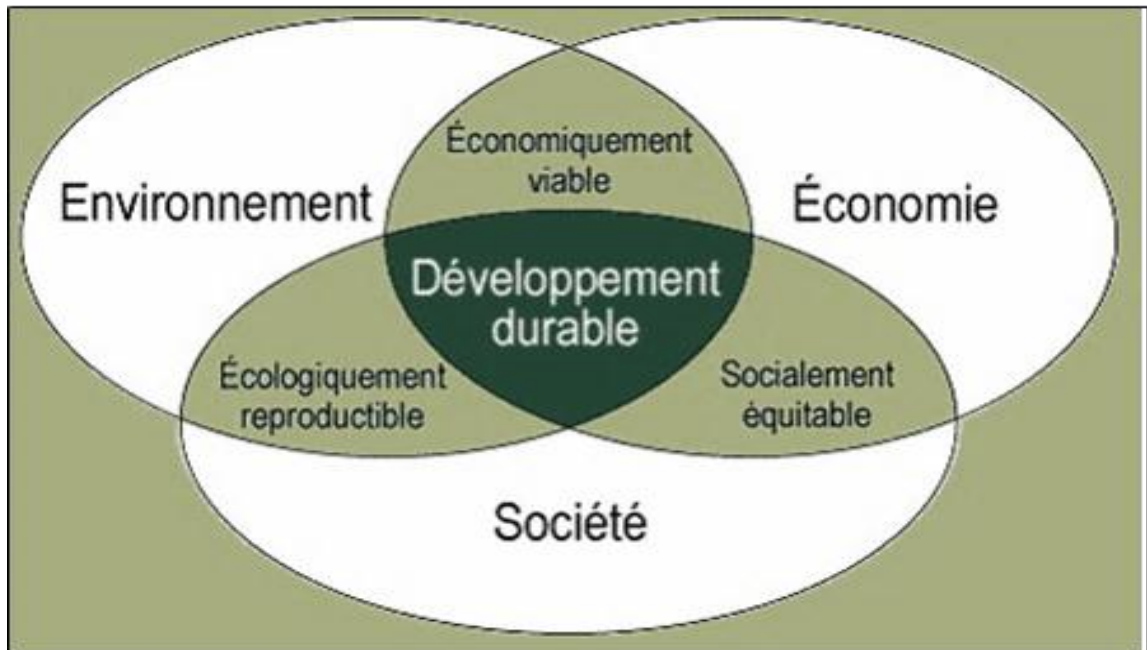 Économiquement
viable
Environnement
Économie
Développement
durable
Écologiquement
reproductible
Socialement
équitable
Société